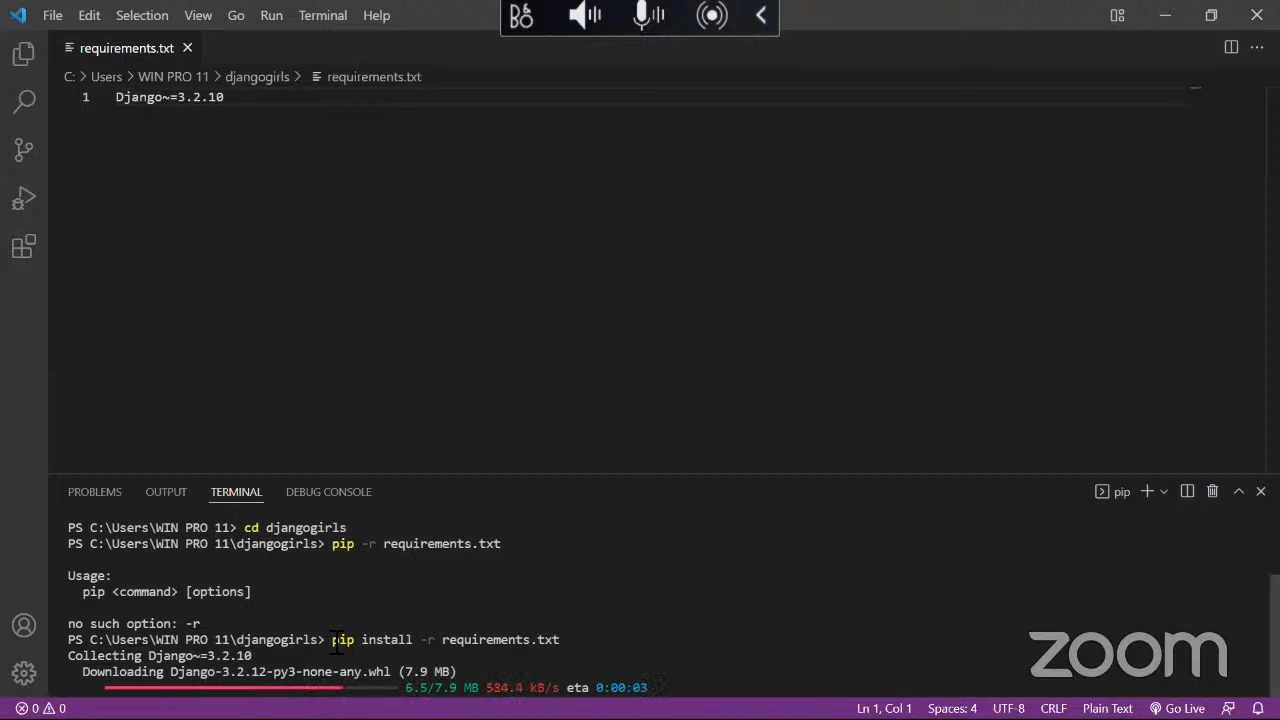 File Edit Selection View Go Run Terminal Help
requirements.txt
C: > Users > WIN PRO 11 > djangogirls > requirements.txt
1 Django~=3.2.10
PROBLEMS OUTPUT TERMINAL DEBUG CONSOLE
pip
PS C:\Users\WIN PRO 11> cd djangogirls
PS C:\Users\WIN PRO 11\djangogirls> pip -r requirements.txt
Usage:
pip <command> [options]
no such option: -r
PS C:\Users\WIN PRO 11\djangogirls> pip install -r requirements.txt
Collecting Django~=3.2.10
Downloading Django-3.2.12-py3-none-any.whl (7.9 MB)
6.5/7.9 MB 584.4 kB/s eta 0:00:03
zoom
0 0 Ln 1, Col 1 Spaces: 4 UTF-8 CRLF Plain Text Go Live